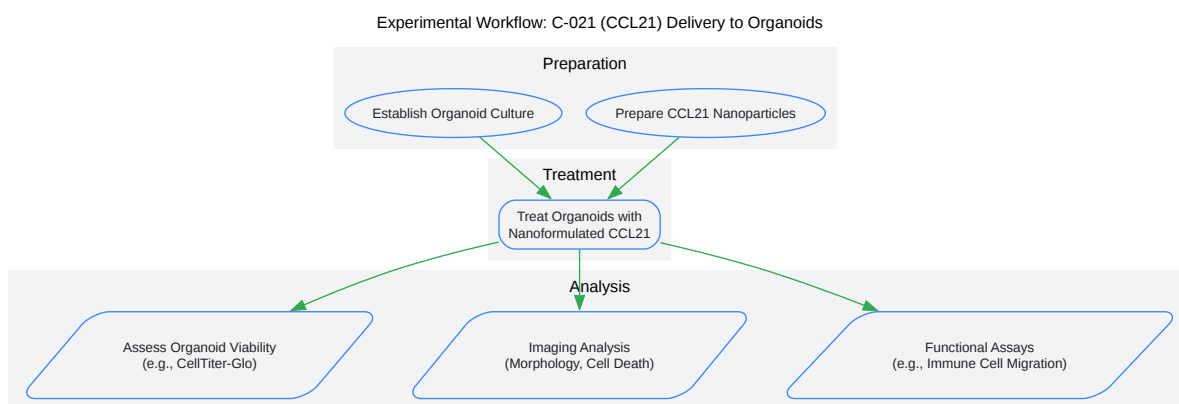 Experimental Workflow: C-021 (CCL21) Delivery to Organoids
Preparation
Establish Organoid Culture
Prepare CCL21 Nanoparticles
Treatment
Treat Organoids with
Nanoformulated CCL21
Analysis
Assess Organoid Viability
(e.g., CellTiter-Glo)
Imaging Analysis
(Morphology, Cell Death)
Functional Assays
(e.g., Immune Cell Migration)